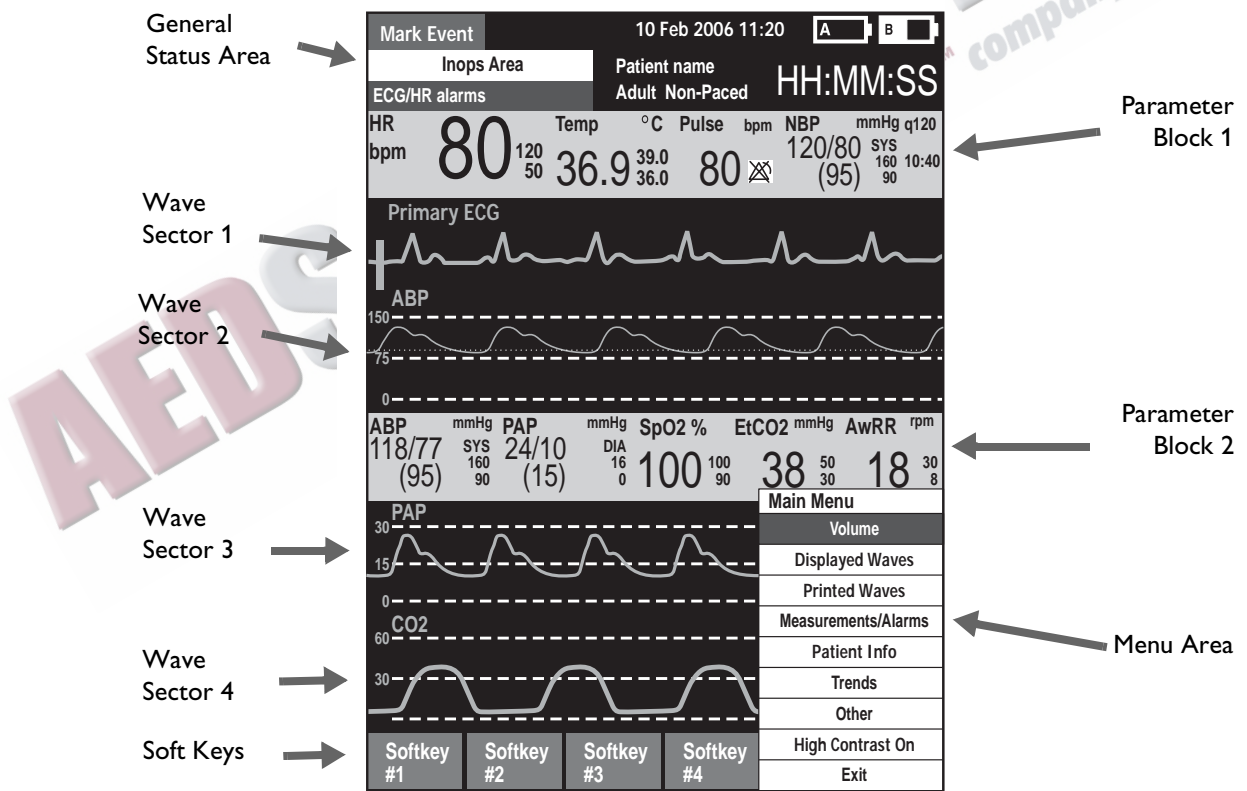 General
Status Area
Mark Event
10 Feb 2006 11:20
A
B
company
Inops Area
Patient name
HH:MM:SS
ECG/HR alarms
Adult Non-Paced
Parameter
Block 1
HR
bpm
80
120
50
Temp °C
36.9
39.0
36.0
Pulse bpm
80
NBP mmHg q120
120/80
(95)
SYS
160
90
10:40
Wave
Sector 1
Primary ECG
Wave
Sector 2
ABP
150
75
0
AEDS
Parameter
Block 2
ABP mmHg
118/77
(95)
SYS
160
90
PAP mmHg
24/10
(15)
DIA
16
0
SpO2 %
100
100
90
EtCO2 mmHg
38
50
30
AwRR rpm
18
30
8
Wave
Sector 3
PAP
30
15
0
Wave
Sector 4
CO2
60
30
Main Menu
Volume
Displayed Waves
Printed Waves
Measurements/Alarms
Patient Info
Trends
Other
High Contrast On
Exit
Menu Area
Soft Keys
Softkey
#1
Softkey
#2
Softkey
#3
Softkey
#4